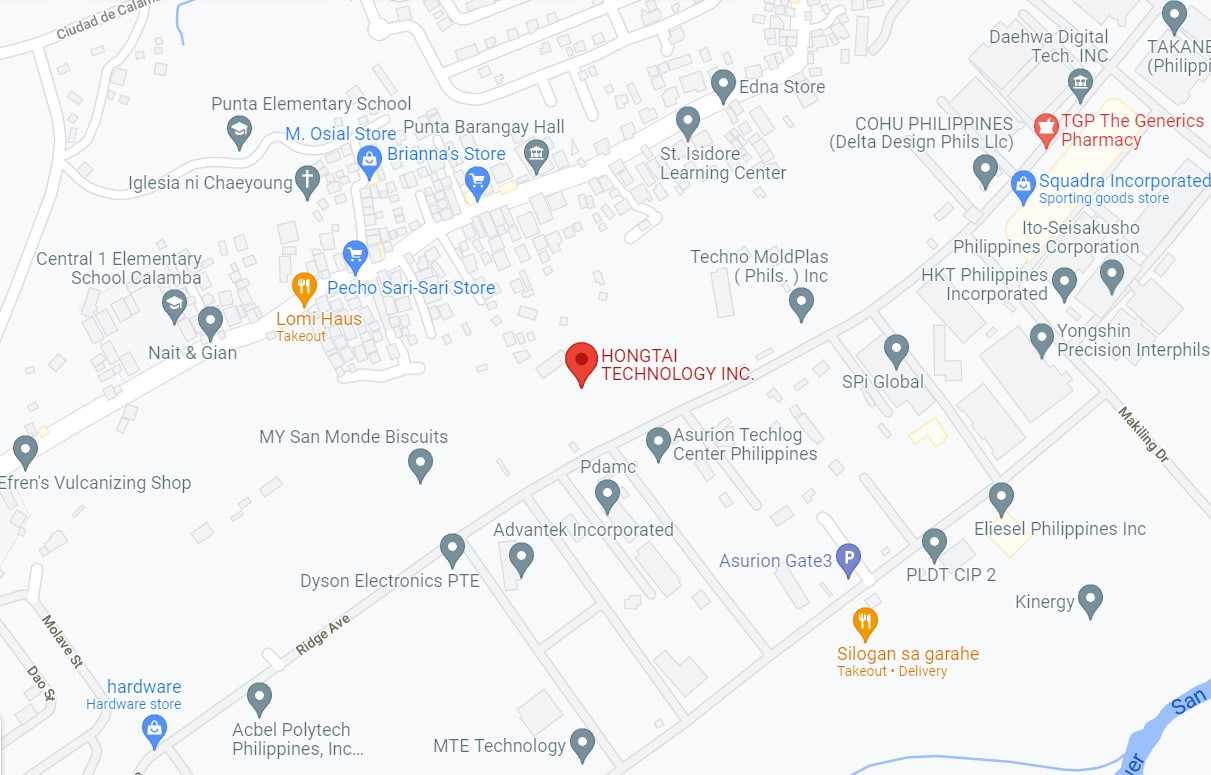 Ciudad de Calam
Daehwa Digital
Tech. INC
TAKANE
(Philippi
Edna Store
Punta Elementary School
M. Osial Store
Punta Barangay Hall
Brianna's Store
St. Isidore
Learning Center
COHU PHILIPPINES
(Delta Design Phils Llc)
TGP The Generics
Pharmacy
Iglesia ni Chaeyoung
Squadra Incorporated
Sporting goods store
Ito-Seisakusho
Philippines Corporation
Central 1 Elementary
School Calamba
Techno MoldPlas
( Phils. ) Inc
HKT Philippines
Incorporated
Pecho Sari-Sari Store
Lomi Haus
Takeout
Nait & Gian
Yongshin
Precision Interphils
HONGTAI
TECHNOLOGY INC.
SPi Global
Makiling Dr
MY San Monde Biscuits
Asurion Techlog
Center Philippines
Pdamc
Efren's Vulcanizing Shop
Advantek Incorporated
Eliesel Philippines Inc
Dyson Electronics PTE
Asurion Gate3
P
PLDT CIP 2
Kinergy
Ridge Ave
Molave St
Dao St
Silogan sa garahe
Takeout • Delivery
hardware
Hardware store
Acbel Polytech
Philippines, Inc...
MTE Technology
San